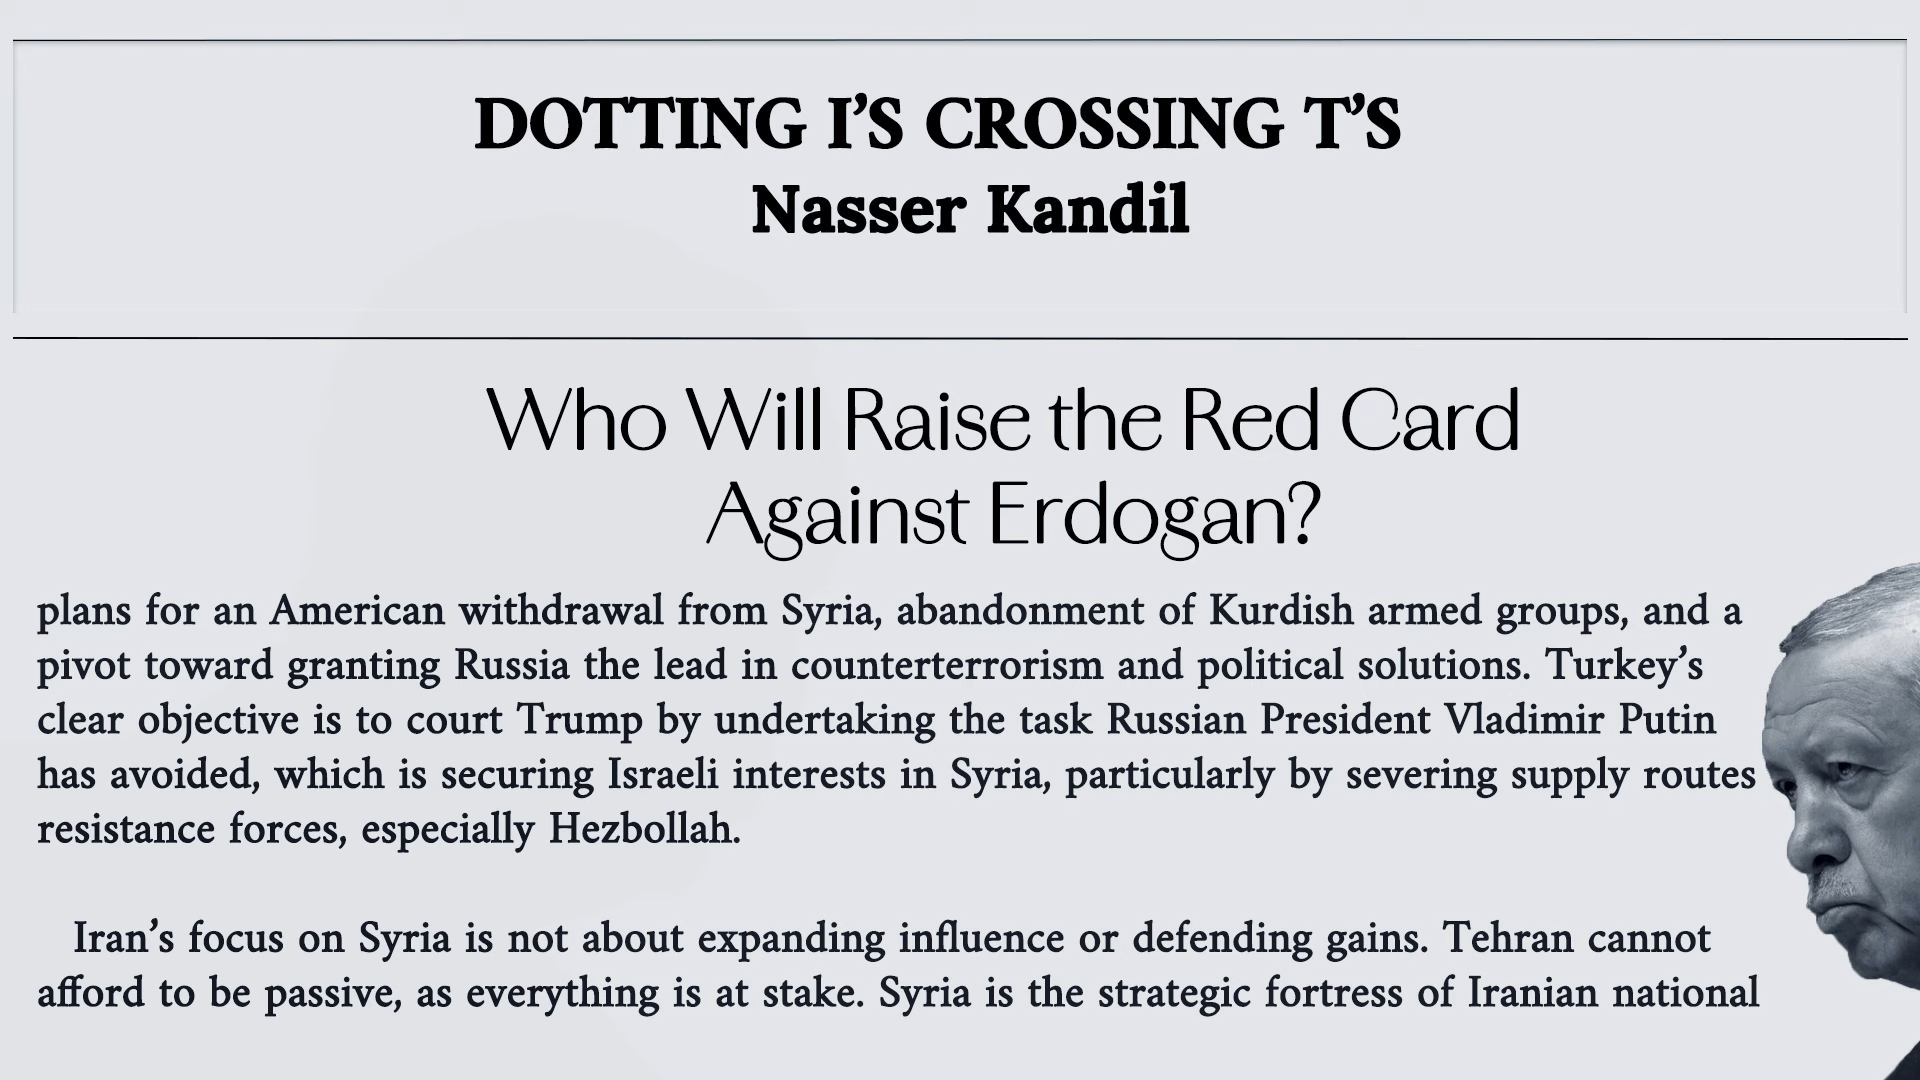 DOTTING I’S CROSSING T’S
Nasser Kandil
Who Will Raise the Red Card
Against Erdogan?
plans for an American withdrawal from Syria, abandonment of Kurdish armed groups, and a
pivot toward granting Russia the lead in counterterrorism and political solutions. Turkey’s
clear objective is to court Trump by undertaking the task Russian President Vladimir Putin
has avoided, which is securing Israeli interests in Syria, particularly by severing supply routes
resistance forces, especially Hezbollah.
Iran’s focus on Syria is not about expanding influence or defending gains. Tehran cannot
afford to be passive, as everything is at stake. Syria is the strategic fortress of Iranian national